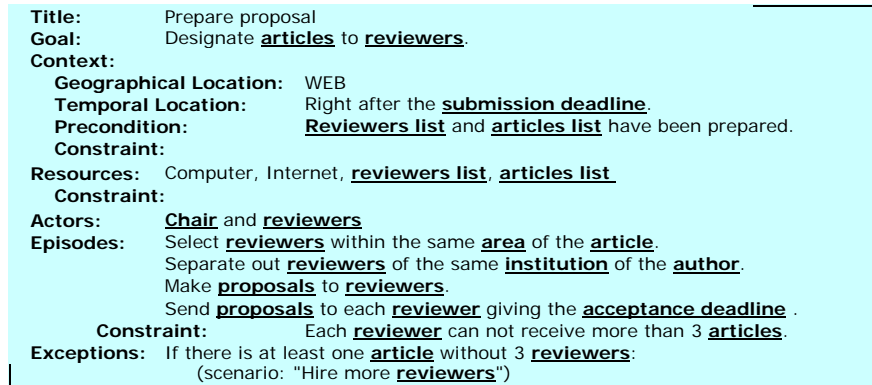 Title: Prepare proposal
Goal: Designate articles to reviewers.
Context:
Geographical Location: WEB
Temporal Location: Right after the submission deadline.
Precondition: Reviewers list and articles list have been prepared.
Constraint:
Resources: Computer, Internet, reviewers list, articles list
Constraint:
Actors: Chair and reviewers
Episodes: Select reviewers within the same area of the article.
Separate out reviewers of the same institution of the author.
Make proposals to reviewers.
Send proposals to each reviewer giving the acceptance deadline .
Constraint: Each reviewer can not receive more than 3 articles.
Exceptions: If there is at least one article without 3 reviewers:
(scenario: "Hire more reviewers")